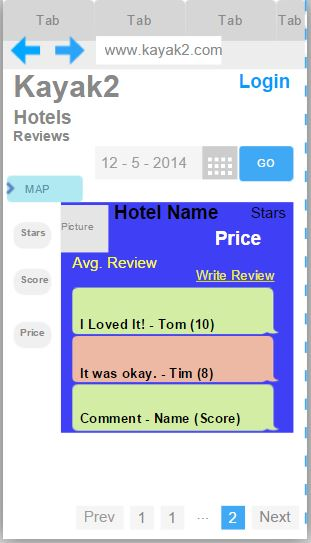 Tab Tab Tab Tab
www.kayak2.com
Kayak2 Login
Hotels
Reviews
12 - 5 - 2014 GO
MAP
Hotel Name Stars
Picture
Price
Stars
Avg. Review
Write Review
Score
I Loved It! - Tom (10)
Price
It was okay. - Tim (8)
Comment - Name (Score)
Prev 1 1 ... 2 Next